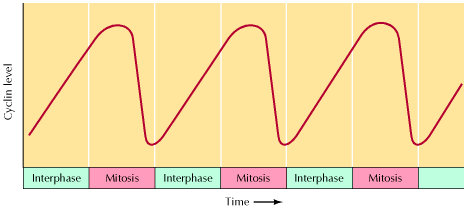 Cyclin level
Interphase Mitosis Interphase Mitosis Interphase Mitosis
Time